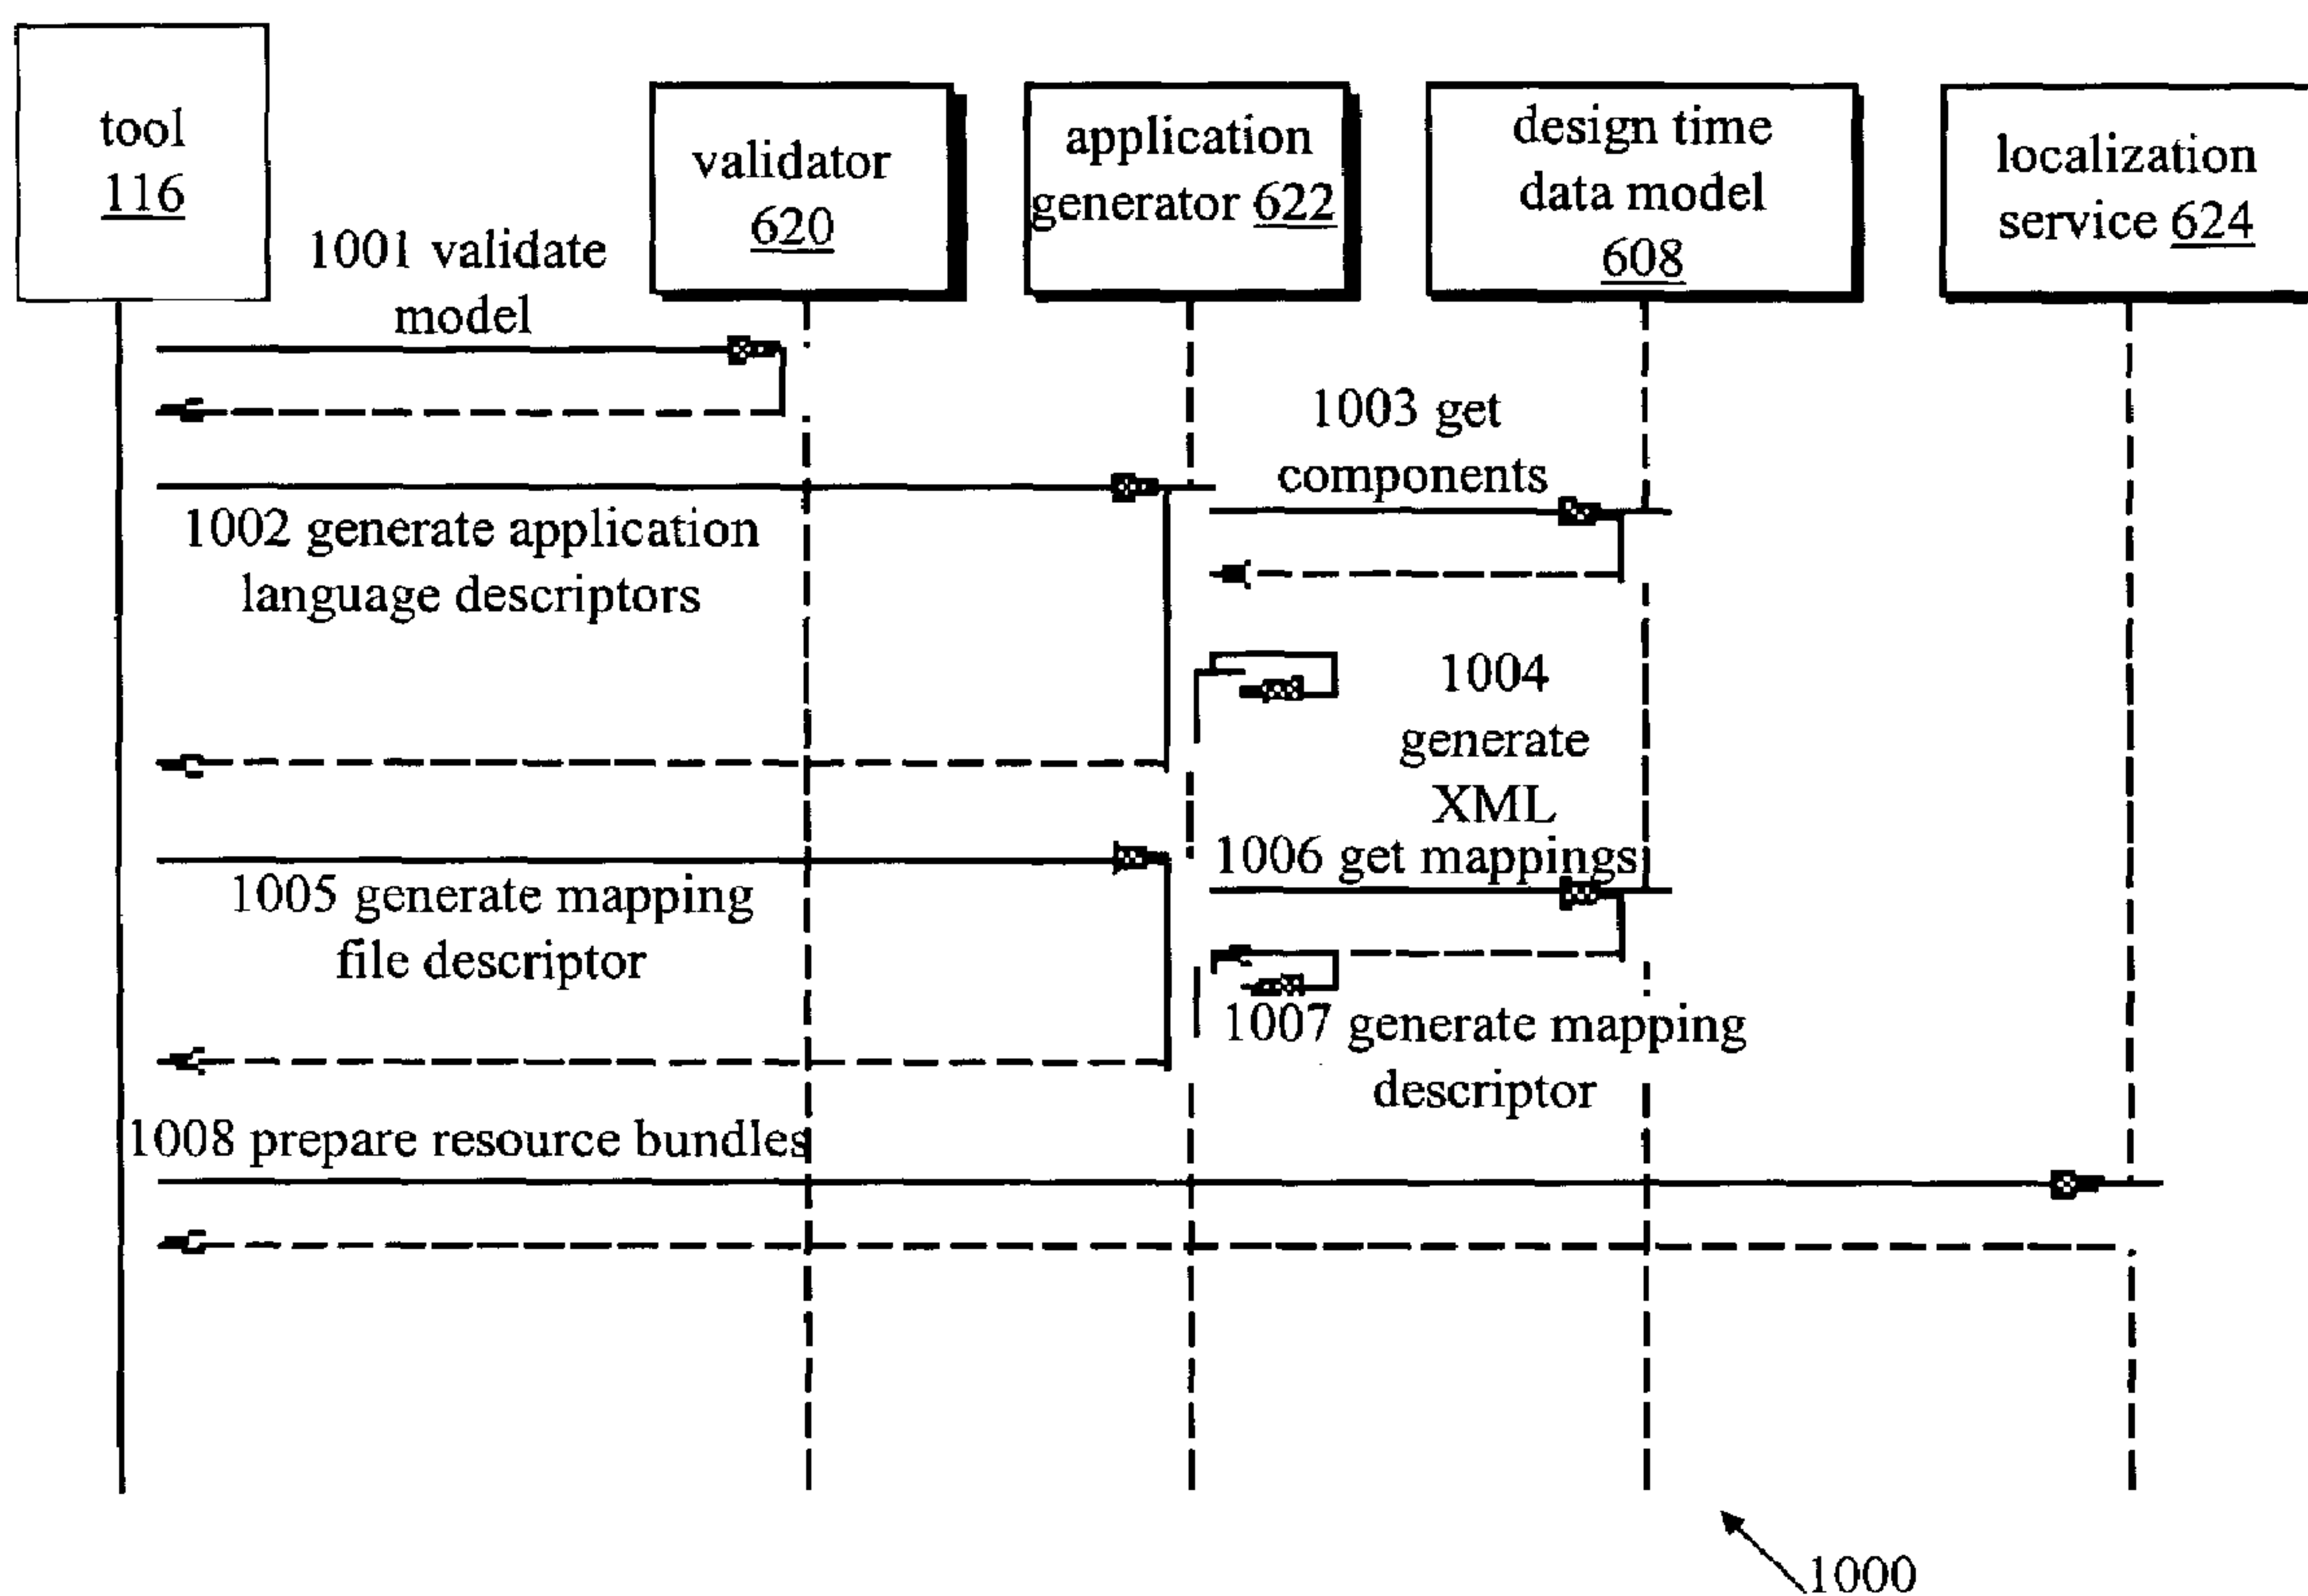 tool
116
validator
620
application
generator 622
design time
data model
608
localization
service 624
1001 validate
model
1003 get
components
1002 generate application
language descriptors
1004
generate
XML
1006 get mappings
1005 generate mapping
file descriptor
1007 generate mapping
descriptor
1008 prepare resource bundles
1000